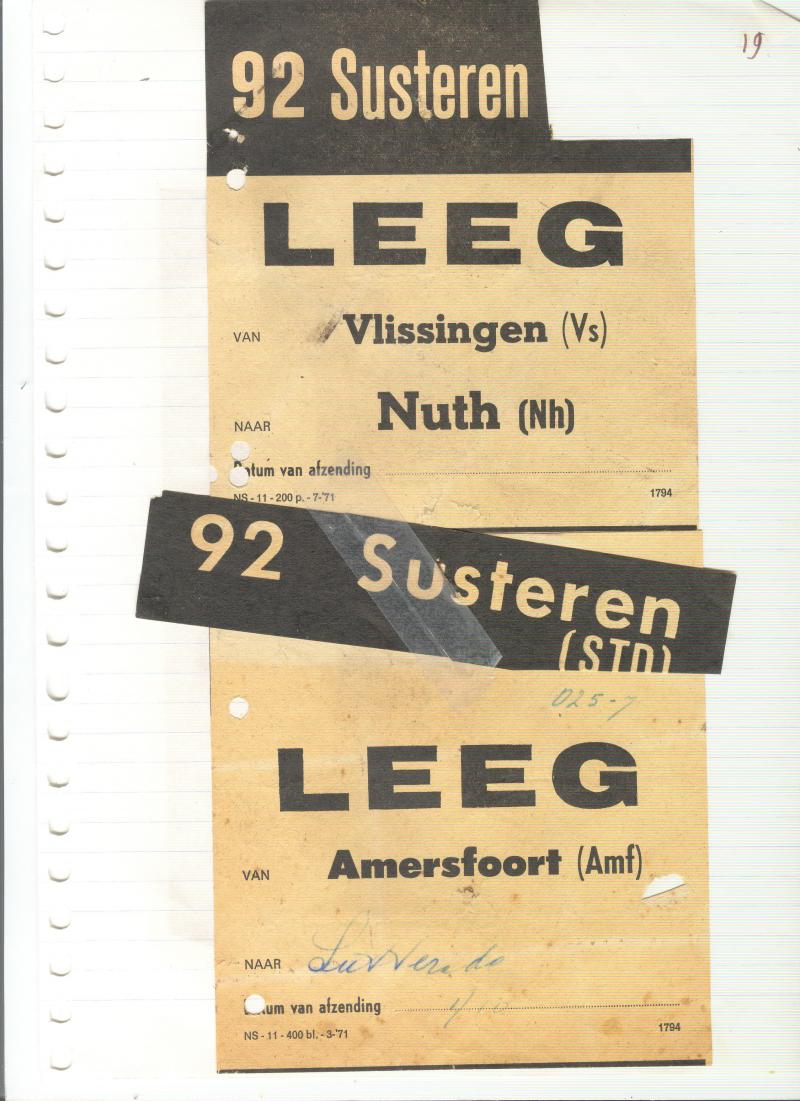 19
92 Susteren
LEEG
VAN Vlissingen (Vs)
NAAR Nuth (Nh)
Datum van afzending
NS - 11 - 200 p. - 7-'71 1794
92 Susteren
(STD)
025-7
LEEG
VAN Amersfoort (Amf)
NAAR
Datum van afzending
NS - 11 - 400 bl. - 3-'71 1794